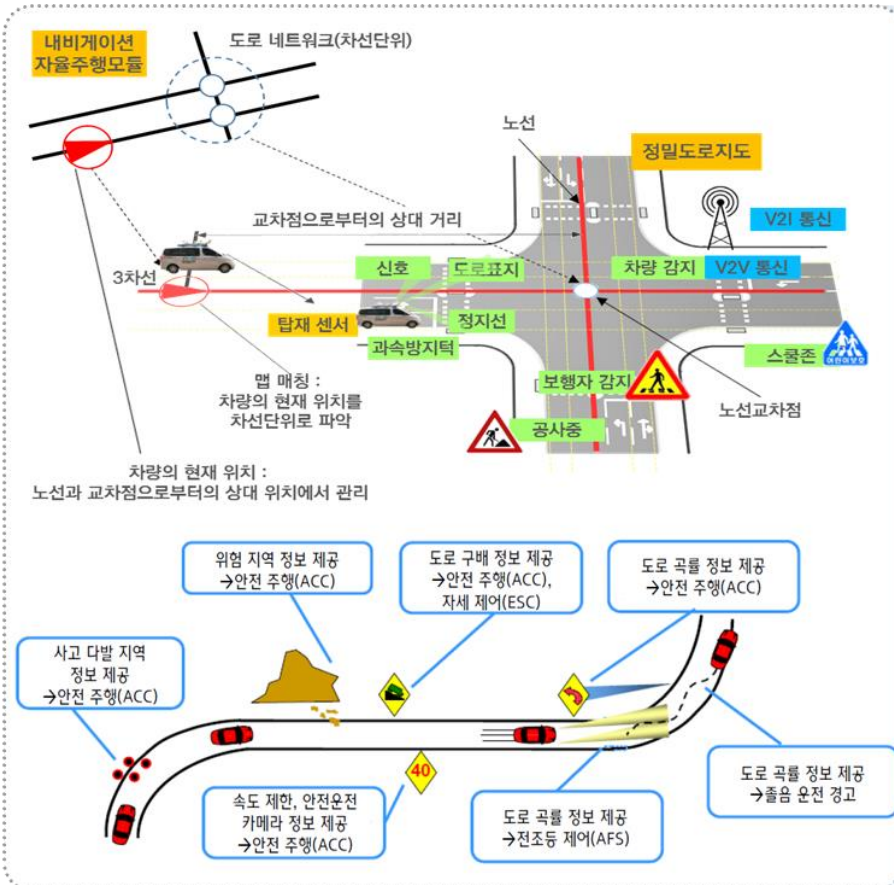 내비게이션
자율주행모듈
도로 네트워크(차선단위)
노선
정밀도로지도
교차점으로부터의 상대 거리
V2I 통신
3차선
신호
도로표지
차량 감지
V2V 통신
탑재 센서
정지선
과속방지턱
스쿨존
어린이보호
맵 매칭 :
차량의 현재 위치를
차선단위로 파악
보행자 감지
노선교차점
공사중
차량의 현재 위치 :
노선과 교차점으로부터의 상대 위치에서 관리
위험 지역 정보 제공
→안전 주행(ACC)
도로 구배 정보 제공
→안전 주행(ACC),
자세 제어(ESC)
도로 곡률 정보 제공
→안전 주행(ACC)
사고 다발 지역
정보 제공
→안전 주행(ACC)
40
속도 제한, 안전운전
카메라 정보 제공
→안전 주행(ACC)
도로 곡률 정보 제공
→전조등 제어(AFS)
도로 곡률 정보 제공
→졸음 운전 경고